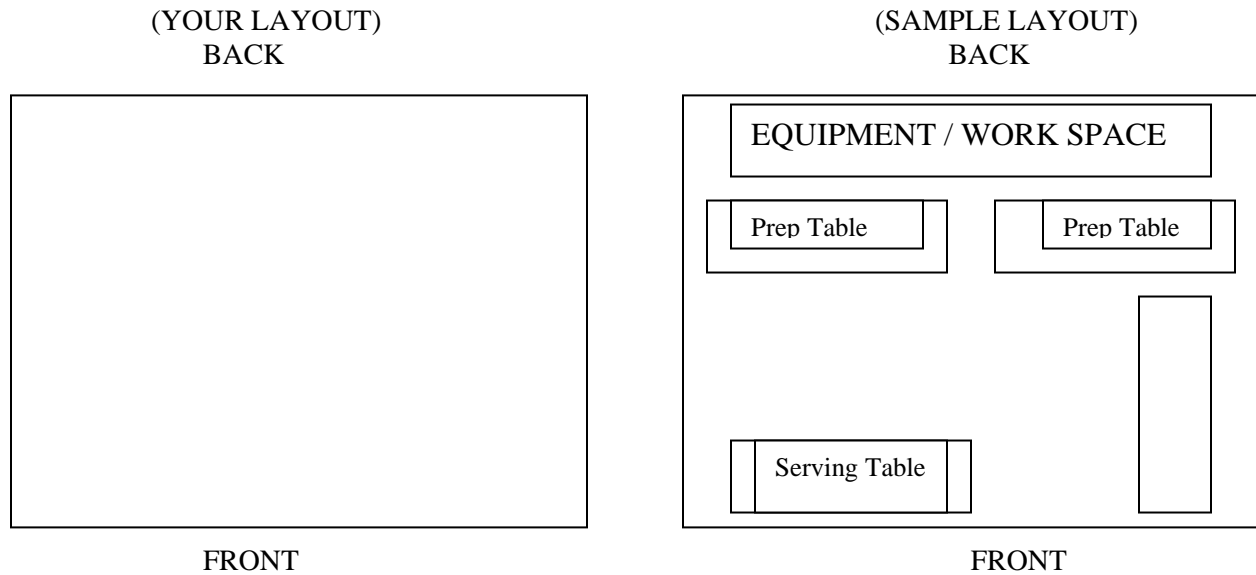 (YOUR LAYOUT)
BACK
FRONT
(SAMPLE LAYOUT)
BACK
EQUIPMENT / WORK SPACE
Prep Table
Prep Table
Serving Table
FRONT